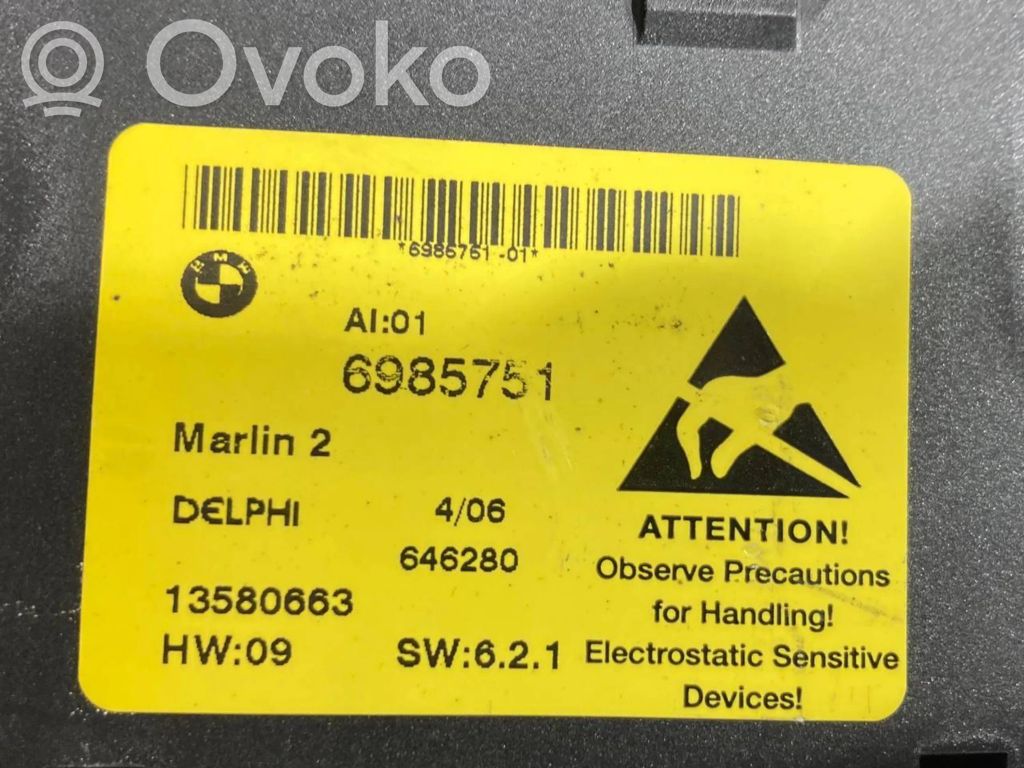 Ovoko
*6985751-01*
BMW
AI:01
6985751
Marlin 2
DELPHI 4/06
646280
13580663
HW:09 SW:6.2.1
ATTENTION!
Observe Precautions
for Handling!
Electrostatic Sensitive
Devices!